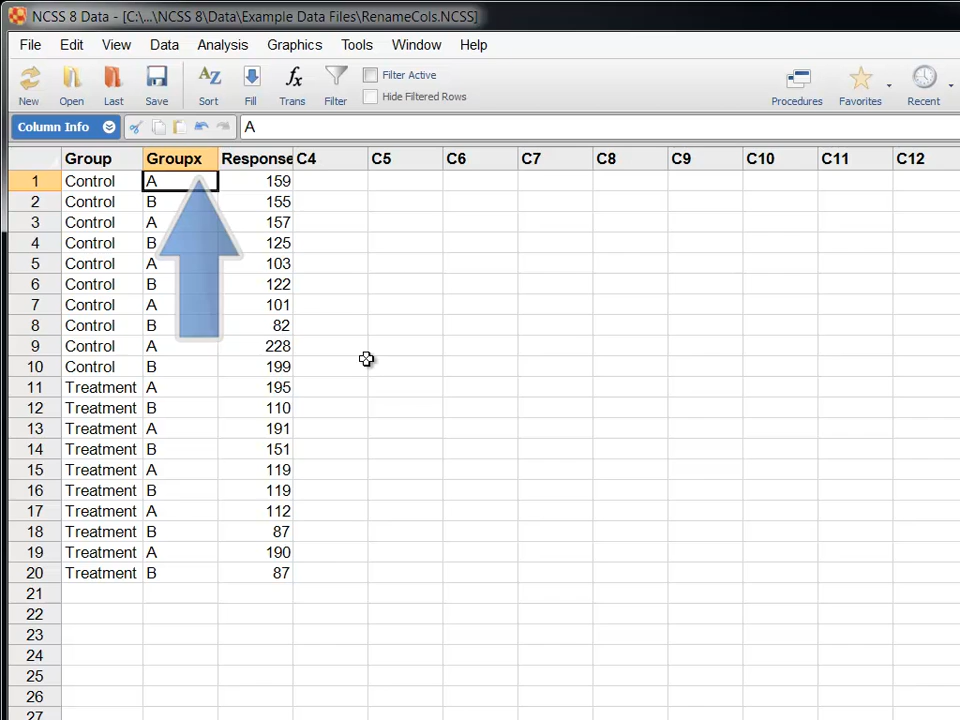 NCSS 8 Data - [C:\...\NCSS 8\Data\Example Data Files\RenameCols.NCSS]
File Edit View Data Analysis Graphics Tools Window Help
New Open Last Save Sort Fill Trans Filter Filter Active Hide Filtered Rows Procedures Favorites Recent
Column Info A
Group Groupx Response C4 C5 C6 C7 C8 C9 C10 C11 C12
1 Control A 159
2 Control B 155
3 Control A 157
4 Control B 125
5 Control A 103
6 Control B 122
7 Control A 101
8 Control B 82
9 Control A 228
10 Control B 199
11 Treatment A 195
12 Treatment B 110
13 Treatment A 191
14 Treatment B 151
15 Treatment A 119
16 Treatment B 119
17 Treatment A 112
18 Treatment B 87
19 Treatment A 190
20 Treatment B 87
21
22
23
24
25
26
27